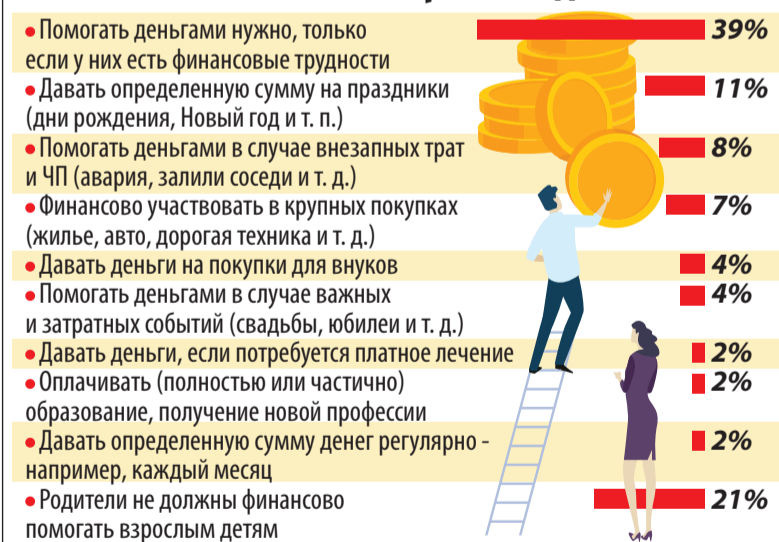 • Помогать деньгами нужно, только 39%
если у них есть финансовые трудности
• Давать определенную сумму на праздники 11%
(дни рождения, Новый год и т. п.)
• Помогать деньгами в случае внезапных трат 8%
и ЧП (авария, залили соседи и т. д.)
• Финансово участвовать в крупных покупках 7%
(жилье, авто, дорогая техника и т. д.)
• Давать деньги на покупки для внуков 4%
• Помогать деньгами в случае важных 4%
и затратных событий (свадьбы, юбилеи и т. д.)
• Давать деньги, если потребуется платное лечение 2%
• Оплачивать (полностью или частично) 2%
образование, получение новой профессии
• Давать определенную сумму денег регулярно - 2%
например, каждый месяц
• Родители не должны финансово 21%
помогать взрослым детям